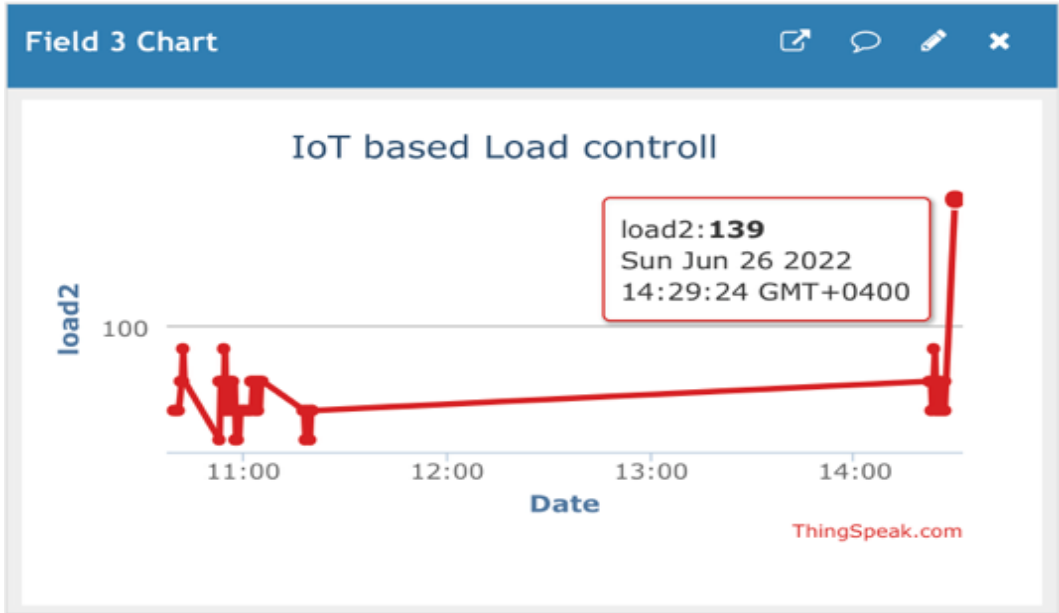 Field 3 Chart
IoT based Load controll
load2:139
Sun Jun 26 2022
14:29:24 GMT+0400
load2
100
11:00
12:00
13:00
14:00
Date
ThingSpeak.com